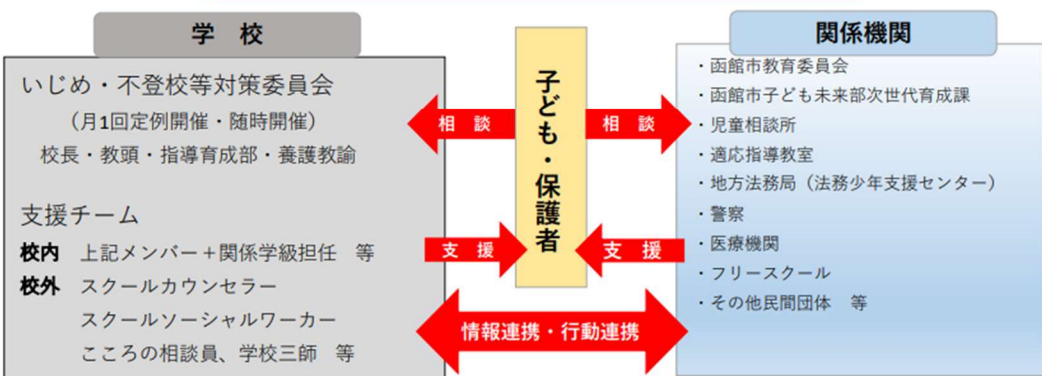 学 校
いじめ・不登校等対策委員会
（月1回定例開催・随時開催）
校長・教頭・指導育成部・養護教諭
支援チーム
校内 上記メンバー＋関係学級担任 等
校外 スクールカウンセラー
スクールソーシャルワーカー
こころの相談員、学校三師 等
相 談
支 援
子ども・保護者
相 談
支 援
情報連携・行動連携
関係機関
・函館市教育委員会
・函館市子ども未来部次世代育成課
・児童相談所
・適応指導教室
・地方法務局（法務少年支援センター）
・警察
・医療機関
・フリースクール
・その他民間団体 等